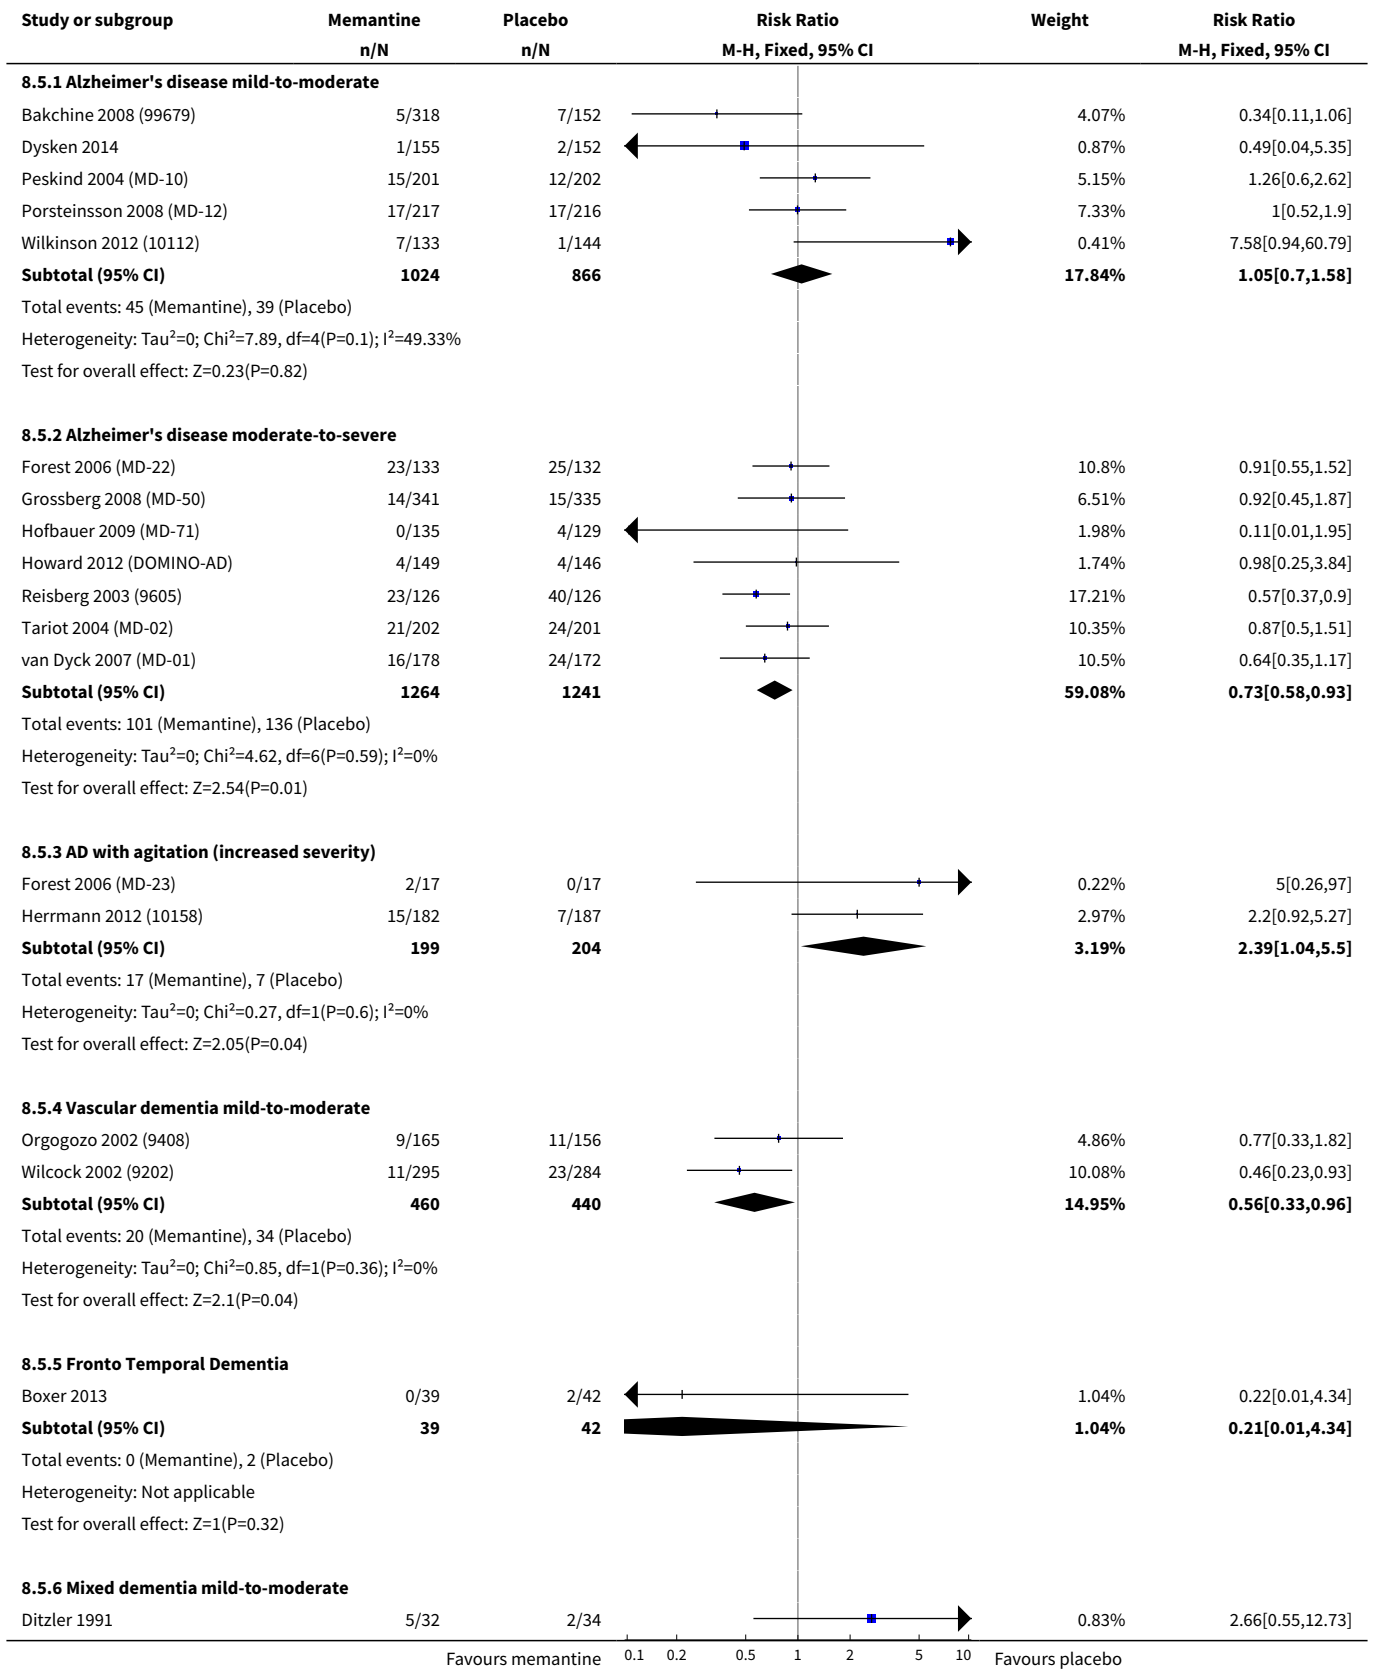 Study or subgroup Memantine Placebo Risk Ratio Weight Risk Ratio
n/N n/N M-H, Fixed, 95% CI M-H, Fixed, 95% CI
8.5.1 Alzheimer's disease mild-to-moderate
Bakchine 2008 (99679) 5/318 7/152 4.07% 0.34[0.11,1.06]
Dysken 2014 1/155 2/152 0.87% 0.49[0.04,5.35]
Peskind 2004 (MD-10) 15/201 12/202 5.15% 1.26[0.6,2.62]
Porsteinsson 2008 (MD-12) 17/217 17/216 7.33% 1[0.52,1.9]
Wilkinson 2012 (10112) 7/133 1/144 0.41% 7.58[0.94,60.79]
Subtotal (95% CI) 1024 866 17.84% 1.05[0.7,1.58]
Total events: 45 (Memantine), 39 (Placebo)
Heterogeneity: Tau²=0; Chi²=7.89, df=4(P=0.1); I²=49.33%
Test for overall effect: Z=0.23(P=0.82)
8.5.2 Alzheimer's disease moderate-to-severe
Forest 2006 (MD-22) 23/133 25/132 10.8% 0.91[0.55,1.52]
Grossberg 2008 (MD-50) 14/341 15/335 6.51% 0.92[0.45,1.87]
Hofbauer 2009 (MD-71) 0/135 4/129 1.98% 0.11[0.01,1.95]
Howard 2012 (DOMINO-AD) 4/149 4/146 1.74% 0.98[0.25,3.84]
Reisberg 2003 (9605) 23/126 40/126 17.21% 0.57[0.37,0.9]
Tariot 2004 (MD-02) 21/202 24/201 10.35% 0.87[0.5,1.51]
van Dyck 2007 (MD-01) 16/178 24/172 10.5% 0.64[0.35,1.17]
Subtotal (95% CI) 1264 1241 59.08% 0.73[0.58,0.93]
Total events: 101 (Memantine), 136 (Placebo)
Heterogeneity: Tau²=0; Chi²=4.62, df=6(P=0.59); I²=0%
Test for overall effect: Z=2.54(P=0.01)
8.5.3 AD with agitation (increased severity)
Forest 2006 (MD-23) 2/17 0/17 0.22% 5[0.26,97]
Herrmann 2012 (10158) 15/182 7/187 2.97% 2.2[0.92,5.27]
Subtotal (95% CI) 199 204 3.19% 2.39[1.04,5.5]
Total events: 17 (Memantine), 7 (Placebo)
Heterogeneity: Tau²=0; Chi²=0.27, df=1(P=0.6); I²=0%
Test for overall effect: Z=2.05(P=0.04)
8.5.4 Vascular dementia mild-to-moderate
Orgogozo 2002 (9408) 9/165 11/156 4.86% 0.77[0.33,1.82]
Wilcock 2002 (9202) 11/295 23/284 10.08% 0.46[0.23,0.93]
Subtotal (95% CI) 460 440 14.95% 0.56[0.33,0.96]
Total events: 20 (Memantine), 34 (Placebo)
Heterogeneity: Tau²=0; Chi²=0.85, df=1(P=0.36); I²=0%
Test for overall effect: Z=2.1(P=0.04)
8.5.5 Fronto Temporal Dementia
Boxer 2013 0/39 2/42 1.04% 0.22[0.01,4.34]
Subtotal (95% CI) 39 42 1.04% 0.21[0.01,4.34]
Total events: 0 (Memantine), 2 (Placebo)
Heterogeneity: Not applicable
Test for overall effect: Z=1(P=0.32)
8.5.6 Mixed dementia mild-to-moderate
Ditzler 1991 5/32 2/34 0.83% 2.66[0.55,12.73]
Favours memantine 0.1 0.2 0.5 1 2 5 10 Favours placebo